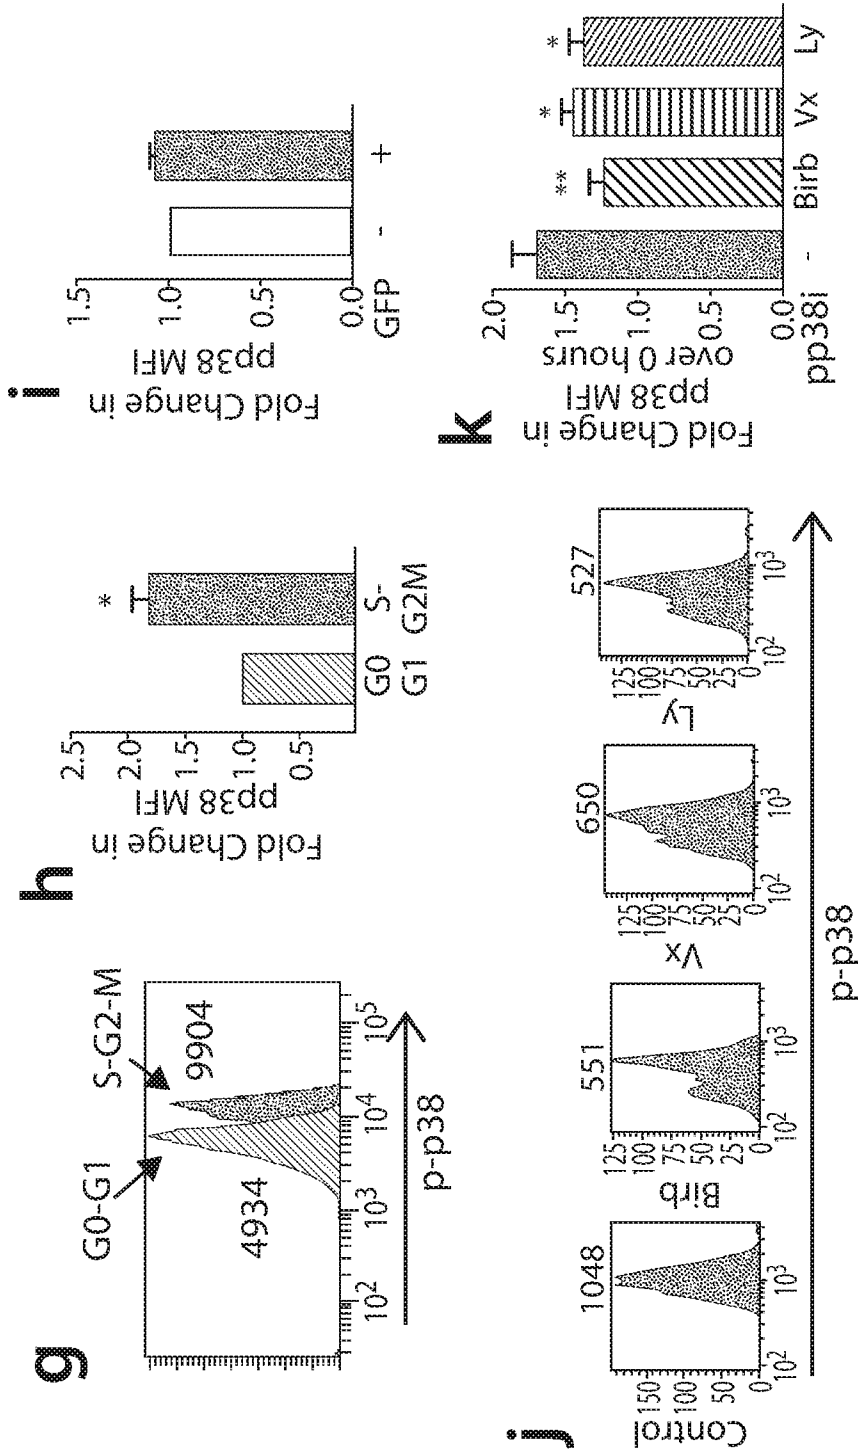 g
G0-G1
S-G2-M
4934
9904
10² 10³ 10⁴ 10⁵
p-p38
h
Fold Change in
pp38 MFI
2.5
2.0
1.5
1.0
0.5
*
G0
G1
S-
G2M
i
Fold Change in
pp38 MFI
1.5
1.0
0.5
0.0
GFP - +
j
Control
1048
150
100
50
0
10² 10³
Birb
551
125
100
75
50
25
0
10² 10³
Vx
650
125
100
75
50
25
0
10² 10³
Ly
527
125
100
75
50
25
0
10² 10³
p-p38
k
Fold Change in
pp38 MFI
over 0 hours
2.0
1.5
1.0
0.5
0.0
** * *
pp38i - Birb Vx Ly